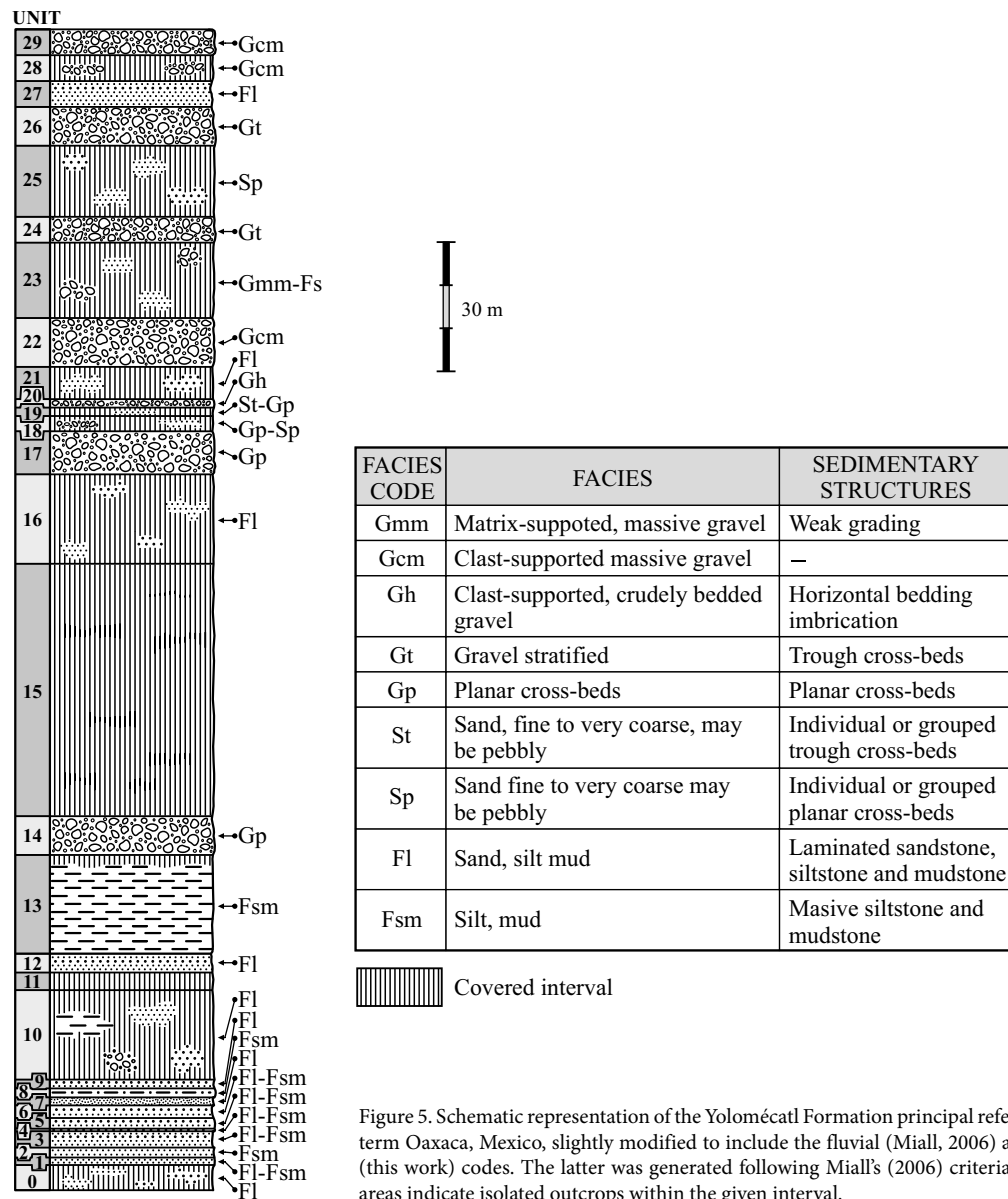 UNIT
29 Gcm
28 Gcm
27 Fl
26 Gt
25 Sp
24 Gt
23 Gmm-Fs
22 Gcm
Fl
21 Gh
20
19 St-Gp
18 Gp-Sp
17 Gp
16 Fl
15
14 Gp
13 Fsm
12 Fl
11
10
Fl
Fl
Fsm
Fl
9 Fl-Fsm
8
7 Fl-Fsm
6
5 Fl-Fsm
4
3 Fl-Fsm
2 Fsm
1
0 Fl-Fsm
Fl
30 m
FACIES CODE FACIES SEDIMENTARY STRUCTURES
Gmm Matrix-suppoted, massive gravel Weak grading
Gcm Clast-supported massive gravel –
Gh Clast-supported, crudely bedded Horizontal bedding
gravel imbrication
Gt Gravel stratified Trough cross-beds
Gp Planar cross-beds Planar cross-beds
St Sand, fine to very coarse, may Individual or grouped
be pebbly trough cross-beds
Sp Sand fine to very coarse may Individual or grouped
be pebbly planar cross-beds
Fl Sand, silt mud Laminated sandstone,
siltstone and mudstone
Fsm Silt, mud Masive siltstone and
mudstone
Covered interval
Figure 5. Schematic representation of the Yolomécatl Formation principal refe
term Oaxaca, Mexico, slightly modified to include the fluvial (Miall, 2006) a
(this work) codes. The latter was generated following Miall's (2006) criteria
areas indicate isolated outcrops within the given interval.